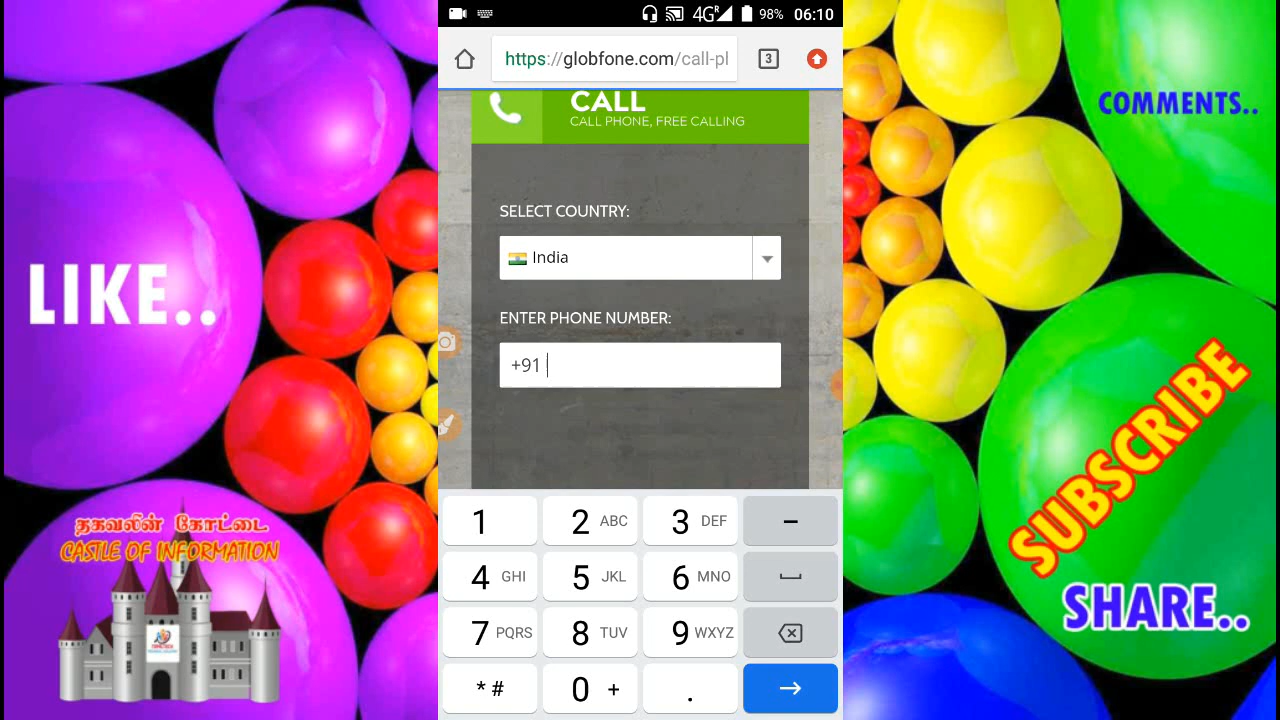 4G R 98% 06:10
https://globfone.com/call-pl
3
CALL
CALL PHONE, FREE CALLING
SELECT COUNTRY:
India
ENTER PHONE NUMBER:
+91
1 2 ABC 3 DEF –
4 GHI 5 JKL 6 MNO
7 PQRS 8 TUV 9 WXYZ
* # 0 + .
LIKE..
தகவலின் கோட்டை
CASTLE OF INFORMATION
COMMENTS..
SUBSCRIBE
SHARE..